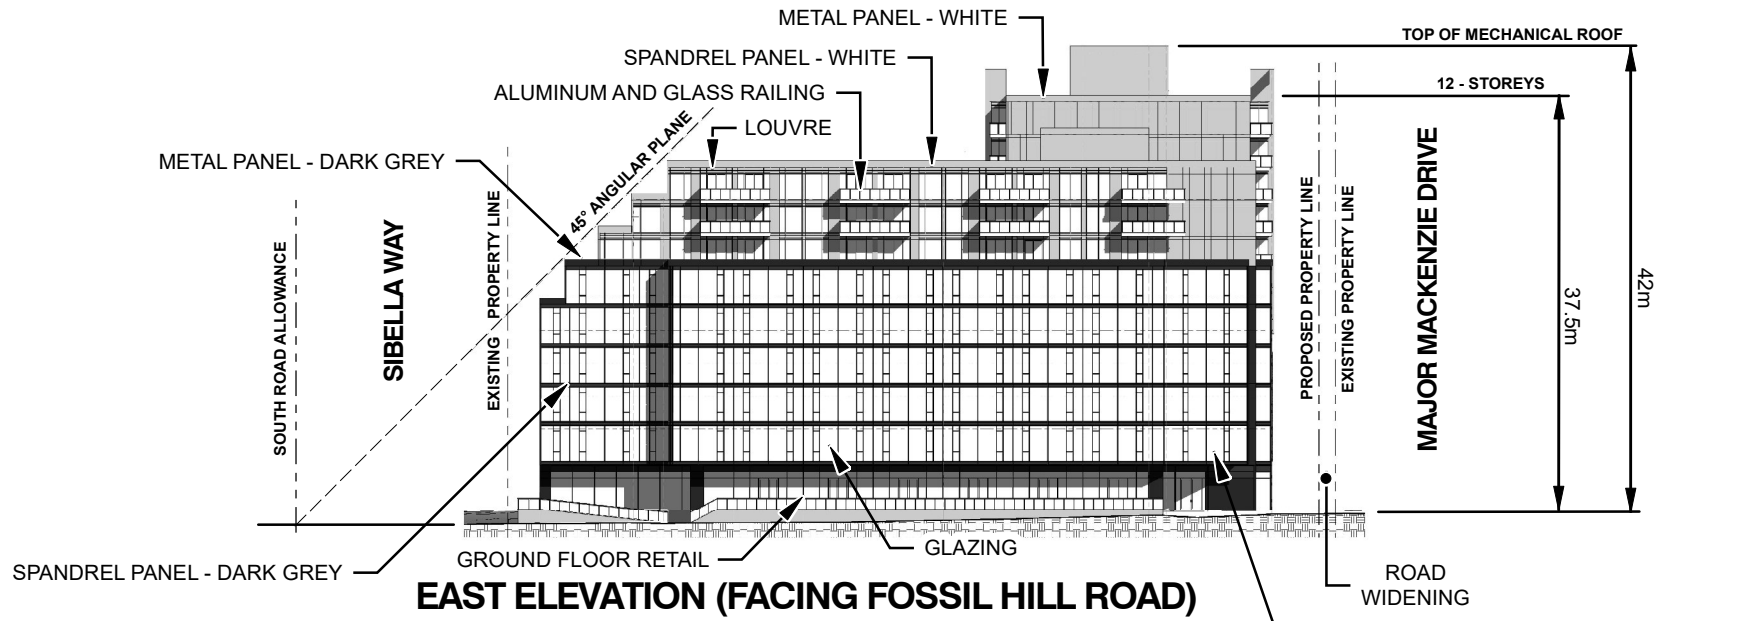 METAL PANEL - WHITE
TOP OF MECHANICAL ROOF
SPANDREL PANEL - WHITE
12 - STOREYS
ALUMINUM AND GLASS RAILING
LOUVRE
METAL PANEL - DARK GREY
45° ANGULAR PLANE
SOUTH ROAD ALLOWANCE
SIBELLA WAY
EXISTING PROPERTY LINE
PROPOSED PROPERTY LINE
EXISTING PROPERTY LINE
MAJOR MACKENZIE DRIVE
37.5m
42m
GROUND FLOOR RETAIL
GLAZING
SPANDREL PANEL - DARK GREY
ROAD
WIDENING
EAST ELEVATION (FACING FOSSIL HILL ROAD)